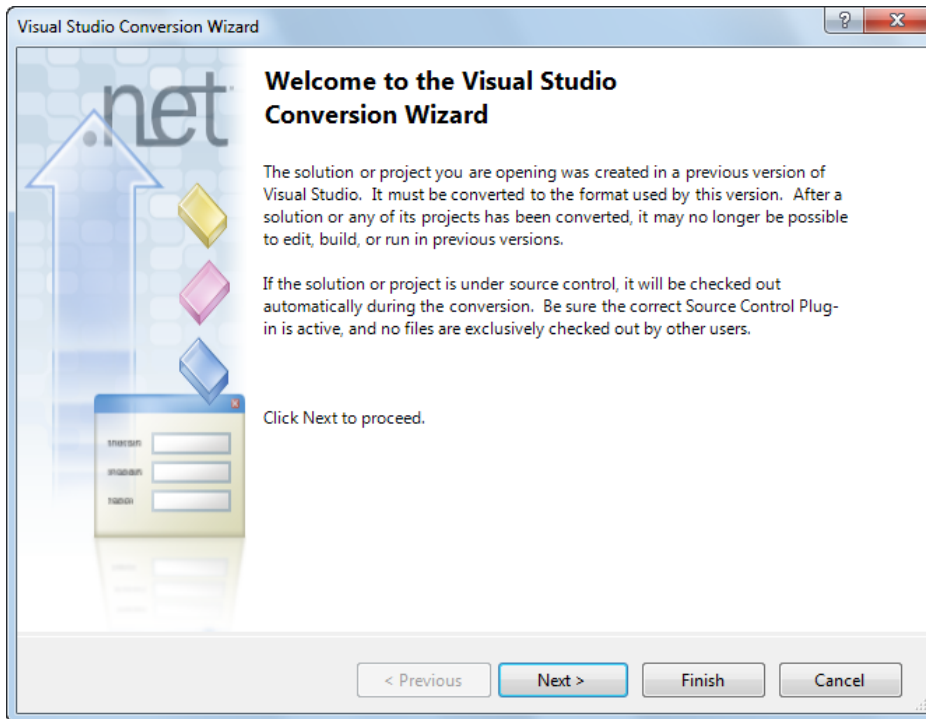 Visual Studio Conversion Wizard
?
.net
Welcome to the Visual Studio
Conversion Wizard
The solution or project you are opening was created in a previous version of
Visual Studio.  It must be converted to the format used by this version.  After a
solution or any of its projects has been converted, it may no longer be possible
to edit, build, or run in previous versions.
If the solution or project is under source control, it will be checked out
automatically during the conversion.  Be sure the correct Source Control Plug-
in is active, and no files are exclusively checked out by other users.
Click Next to proceed.
< Previous
Next >
Finish
Cancel